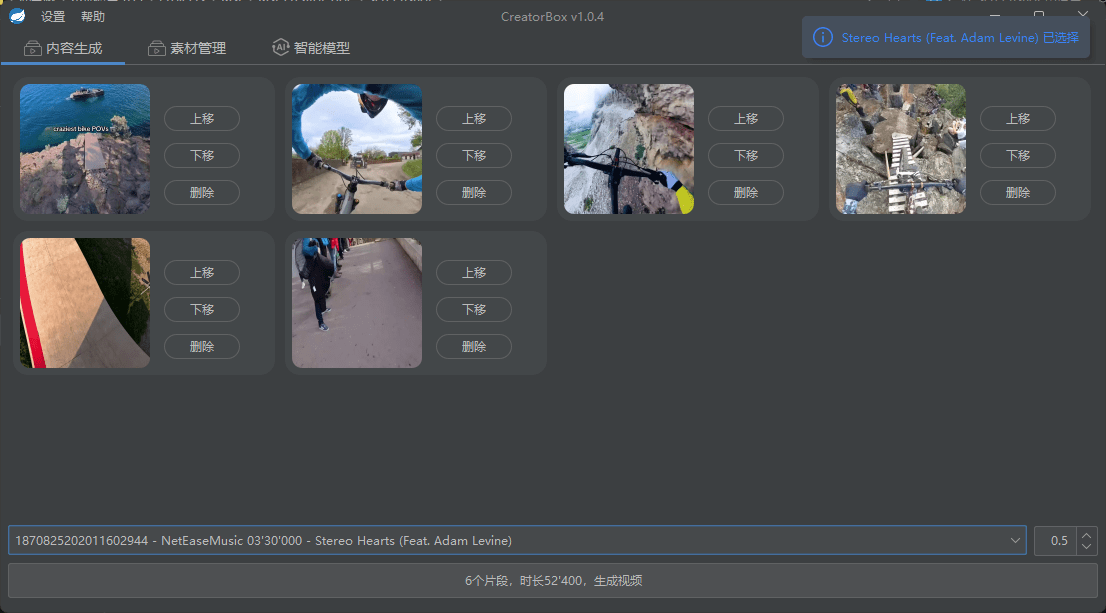 设置 帮助 CreatorBox v1.0.4
Stereo Hearts (Feat. Adam Levine) 已选择
内容生成 素材管理 AI 智能模型
craziest bike POVs
上移 上移 上移 上移
下移 下移 下移 下移
删除 删除 删除 删除
上移 上移
下移 下移
删除 删除
1870825202011602944 - NetEaseMusic 03'30'000 - Stereo Hearts (Feat. Adam Levine) 0.5
6个片段，时长52'400，生成视频